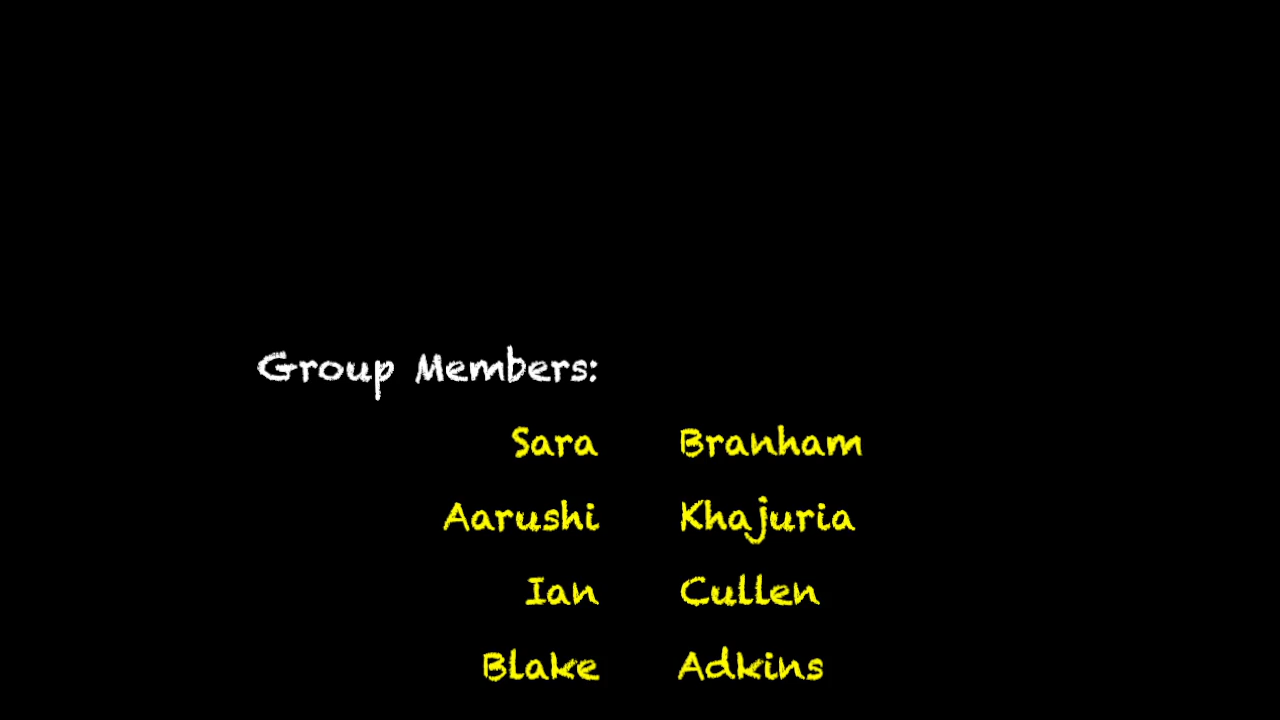 Group Members:
Sara Branham
Aarushi Khajuria
Ian Cullen
Blake Adkins